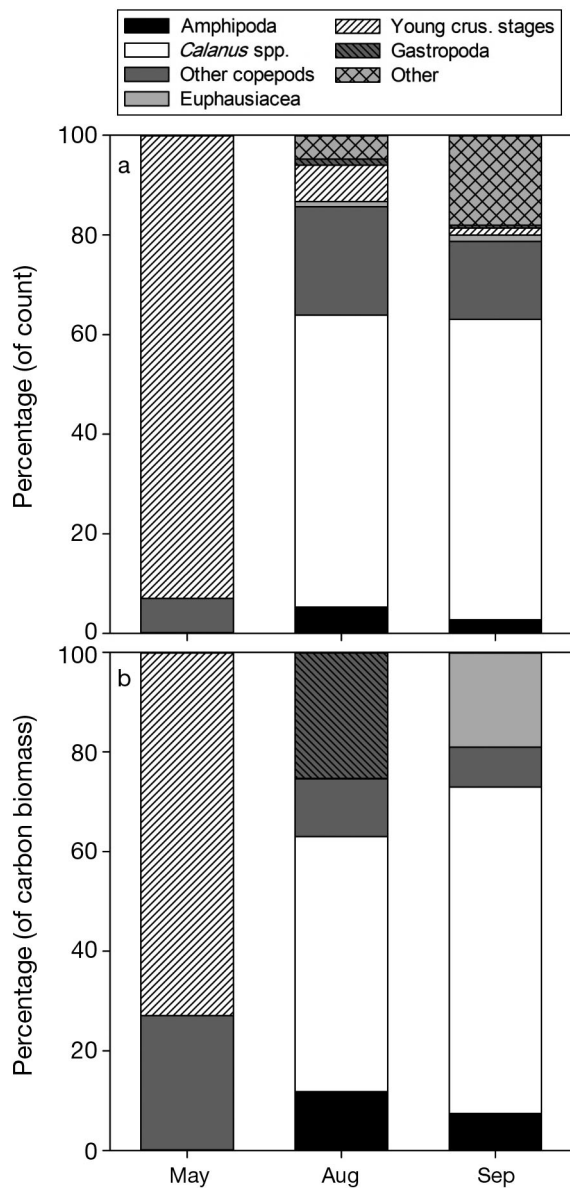 Amphipoda
Calanus spp.
Other copepods
Euphausiacea
Young crus. stages
Gastropoda
Other
Percentage (of count)
100
80
60
40
20
0
a
Percentage (of carbon biomass)
100
80
60
40
20
0
b
May
Aug
Sep